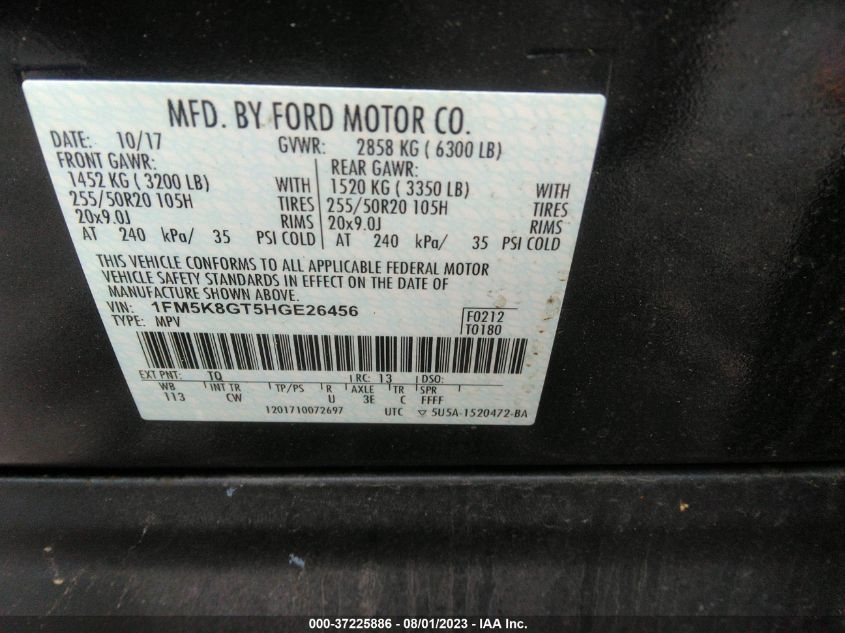 MFD. BY FORD MOTOR CO.
DATE: 10/17 GVWR: 2858 KG ( 6300 LB)
FRONT GAWR: REAR GAWR:
1452 KG ( 3200 LB) WITH 1520 KG ( 3350 LB) WITH
255/50R20 105H TIRES 255/50R20 105H TIRES
20x9.0J RIMS 20x9.0J RIMS
AT 240 kPa/ 35 PSI COLD AT 240 kPa/ 35 PSI COLD
THIS VEHICLE CONFORMS TO ALL APPLICABLE FEDERAL MOTOR
VEHICLE SAFETY STANDARDS IN EFFECT ON THE DATE OF
MANUFACTURE SHOWN ABOVE.
VIN: 1FM5K8GT5HGE26456 F0212
TYPE: MPV T0180
EXT PNT: TQ RC: 13 DSO:
WB INT TR TP/PS R AXLE TR SPR
113 CW U 3E C FFFF
1201710072697 UTC ▽ 5U5A-1520472-BA
000-37225886 - 08/01/2023 - IAA Inc.